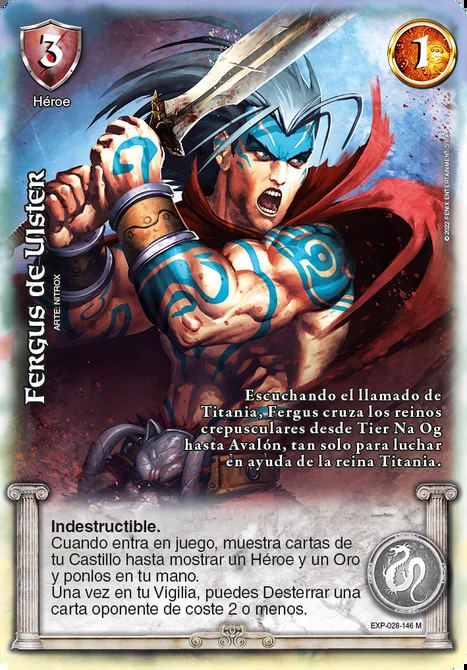 3
1
Héroe
Fergus de Ulster
ARTE: NITROX
Escuchando el llamado de
Titania, Fergus cruza los reinos
crepusculares desde Tier Na Og
hasta Avalón, tan solo para luchar
en ayuda de la reina Titania.
Indestructible.
Cuando entra en juego, muestra cartas de
tu Castillo hasta mostrar un Héroe y un Oro
y ponlos en tu mano.
Una vez en tu Vigilia, puedes Desterrar una
carta oponente de coste 2 o menos.
EXP-028-146 M
© 2022 FENIX ENTERTAINMENT